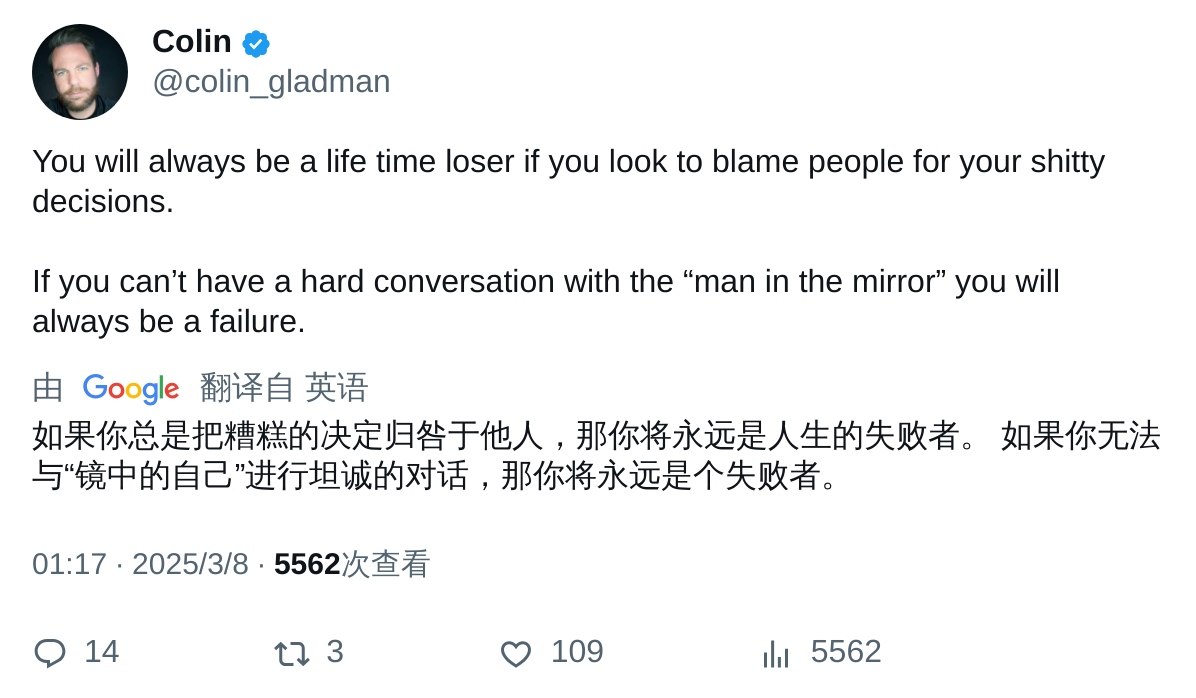 Colin
@colin_gladman
You will always be a life time loser if you look to blame people for your shitty
decisions.
If you can’t have a hard conversation with the “man in the mirror” you will
always be a failure.
由 Google 翻译自 英语
如果你总是把糟糕的决定归咎于他人，那你将永远是人生的失败者。 如果你无法
与“镜中的自己”进行坦诚的对话，那你将永远是个失败者。
01:17 · 2025/3/8 · 5562次查看
14 3 109 5562